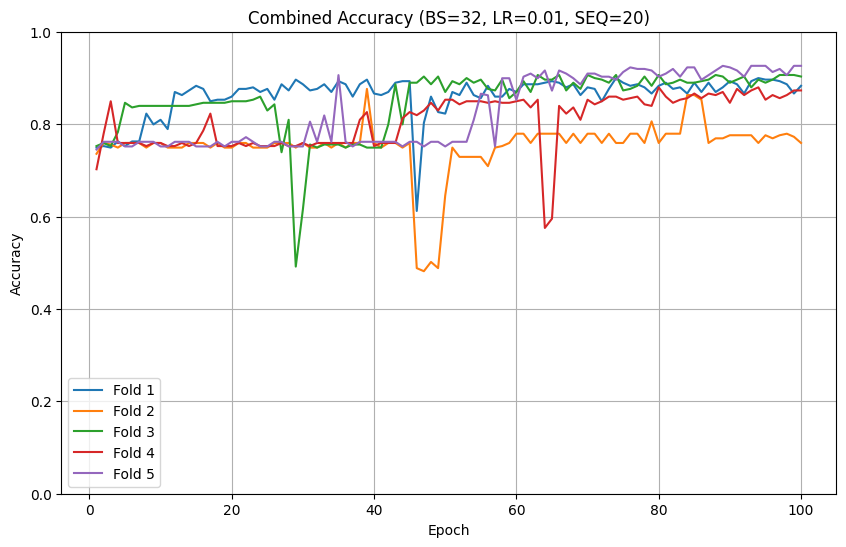 Combined Accuracy (BS=32, LR=0.01, SEQ=20)
1.0
0.8
0.6
0.4
0.2
0.0
Accuracy
Fold 1
Fold 2
Fold 3
Fold 4
Fold 5
0 20 40 60 80 100
Epoch